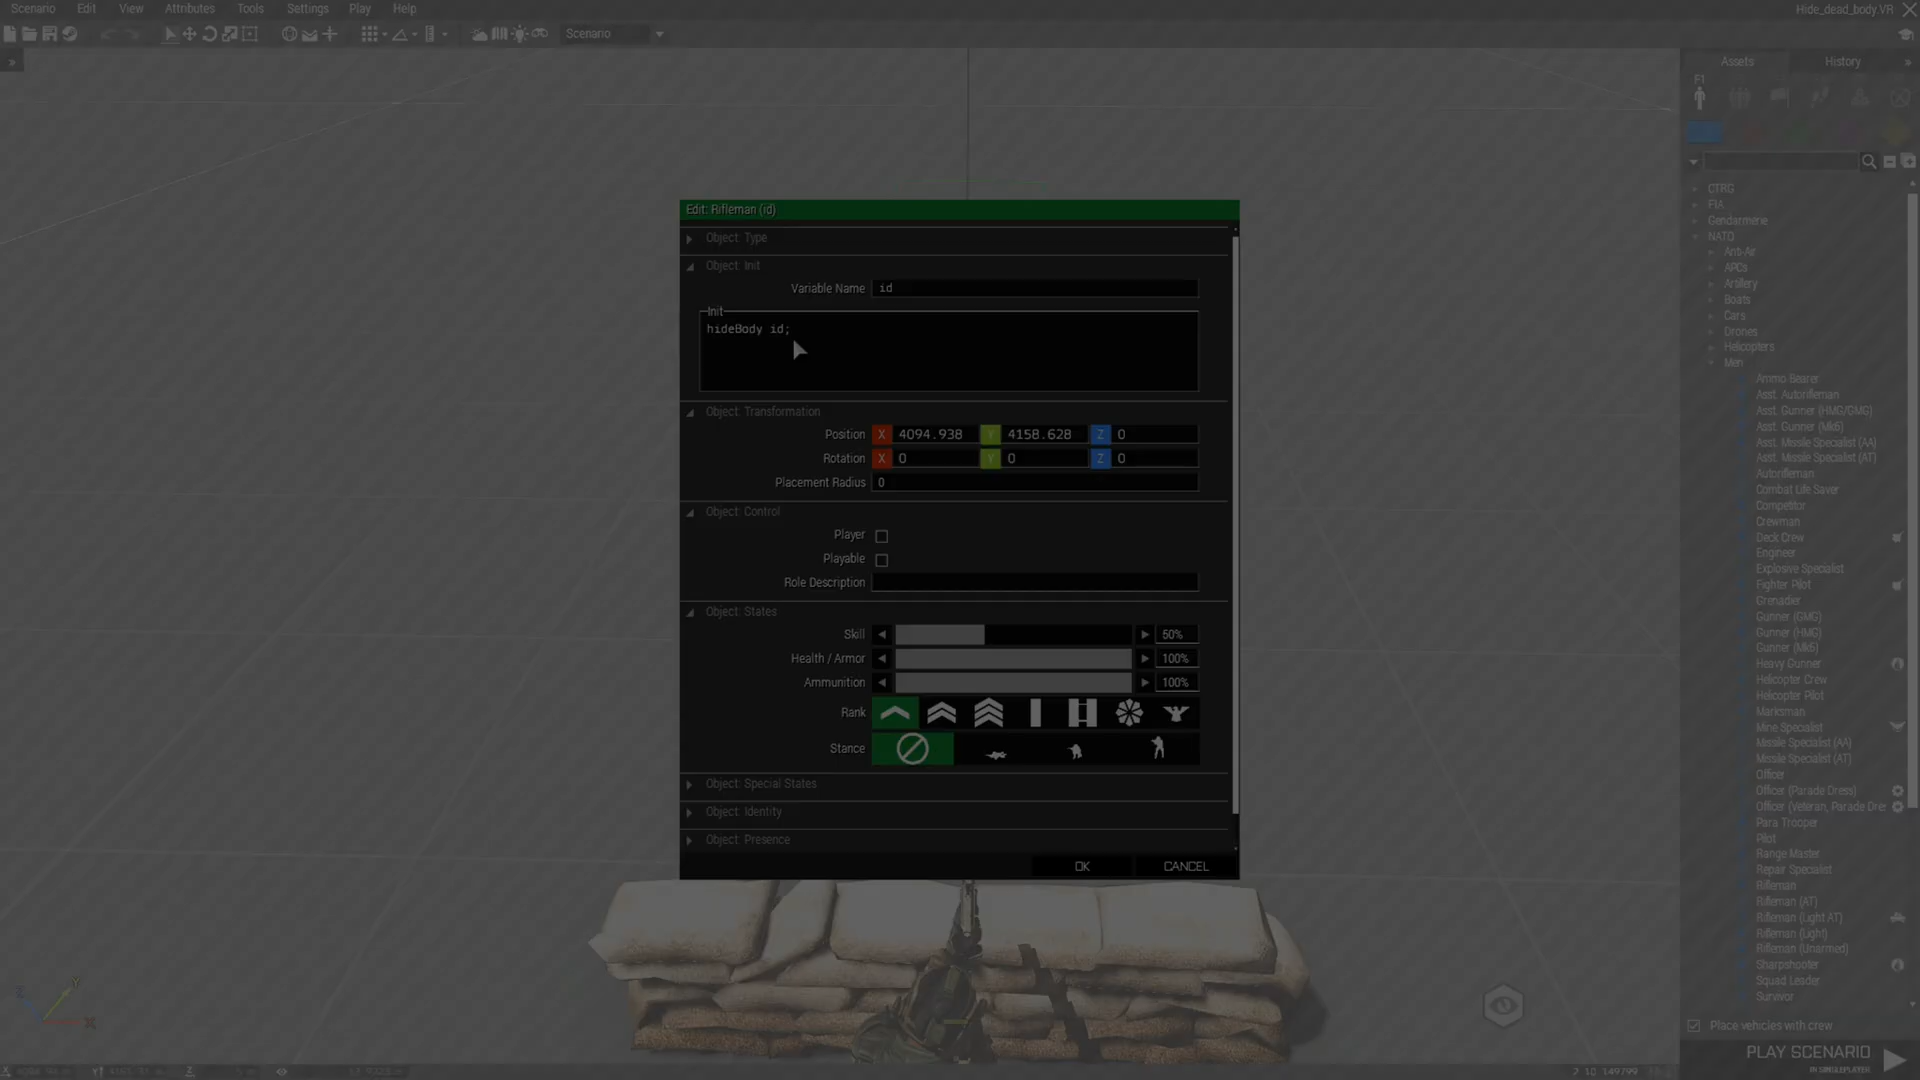 Scenario Edit View Attributes Tools Settings Play Help
Hide_dead_body VR
Scenario
Assets History
F1
CTRG
FIA
Gendarmerie
NATO
Anti-Air
APCs
Artillery
Boats
Cars
Drones
Helicopters
Men
Ammo Bearer
Asst. Autorifleman
Asst. Gunner (HMG/GMG)
Asst. Gunner (Mk6)
Asst. Missile Specialist (AA)
Asst. Missile Specialist (AT)
Autorifleman
Combat Life Saver
Competitor
Crewman
Deck Crew
Engineer
Explosive Specialist
Fighter Pilot
Grenadier
Gunner (GMG)
Gunner (HMG)
Gunner (Mk6)
Heavy Gunner
Helicopter Crew
Helicopter Pilot
Marksman
Mine Specialist
Missile Specialist (AA)
Missile Specialist (AT)
Officer
Officer (Parade Dress)
Officer (Veteran, Parade Dre
Para Trooper
Pilot
Range Master
Repair Specialist
Rifleman
Rifleman (AT)
Rifleman (Light AT)
Rifleman (Light)
Rifleman (Unarmed)
Sharpshooter
Squad Leader
Survivor
Place vehicles with crew
PLAY SCENARIO
IN SINGLEPLAYER
Edit: Rifleman (id)
Object: Type
Object: Init
Variable Name id
Init
hideBody id;
Object: Transformation
Position X 4094.938 Y 4158.628 Z 0
Rotation X 0 Y 0 Z 0
Placement Radius 0
Object: Control
Player
Playable
Role Description
Object: States
Skill 50%
Health / Armor 100%
Ammunition 100%
Rank
Stance
Object: Special States
Object: Identity
Object: Presence
OK CANCEL